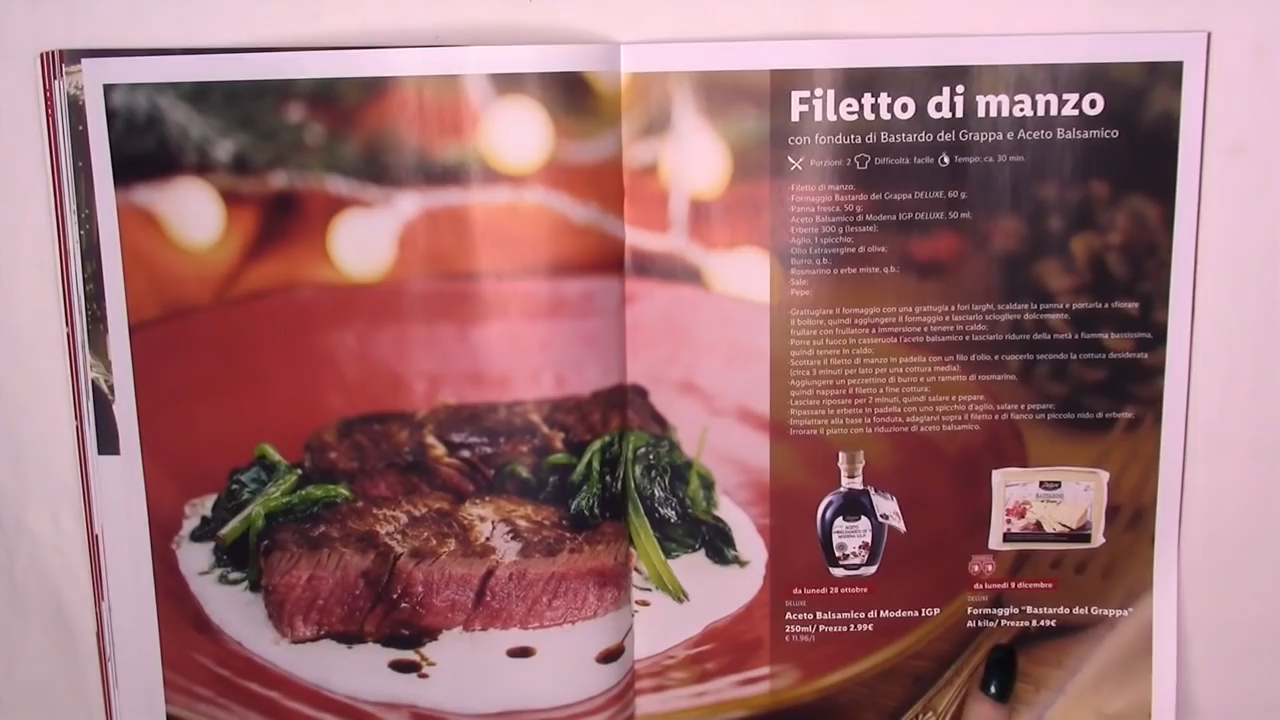 Filetto di manzo
con fonduta di Bastardo del Grappa e Aceto Balsamico
Porzioni: 2 Difficoltà: facile Tempo: ca. 30 min.
-Filetto di manzo;
-Formaggio Bastardo del Grappa DELUXE, 60 g;
-Panna fresca, 50 g;
-Aceto Balsamico di Modena IGP DELUXE, 50 ml;
-Erbette 300 g (lessate);
-Aglio, 1 spicchio;
-Olio Extravergine di oliva;
-Burro, q.b.;
-Rosmarino o erbe miste, q.b.;
-Sale;
-Pepe;
-Grattugiare il formaggio con una grattugia a fori larghi, scaldare la panna e portarla a sfiorare
il bollore, quindi aggiungere il formaggio e lasciarlo sciogliere dolcemente,
frullare con frullatore a immersione e tenere in caldo;
-Porre sul fuoco in casseruola l'aceto balsamico e lasciarlo ridurre della metà a fiamma bassissima,
quindi tenere in caldo;
-Scottare il filetto di manzo in padella con un filo d'olio, e cuocerlo secondo la cottura desiderata
(circa 3 minuti per lato per una cottura media);
-Aggiungere un pezzettino di burro e un rametto di rosmarino,
quindi nappare il filetto a fine cottura;
-Lasciare riposare per 2 minuti, quindi salare e pepare.
-Ripassare le erbette in padella con uno spicchio d'aglio, salare e pepare;
-Impiattare alla base la fonduta, adagiarvi sopra il filetto e di fianco un piccolo nido di erbette;
-Irrorare il piatto con la riduzione di aceto balsamico.
Deluxe
ACETO
BALSAMICO DI
MODENA I.G.P.
BASTARDO
del Grappa
da lunedì 28 ottobre
DELUXE
Aceto Balsamico di Modena IGP
250ml/ Prezzo 2.99€
€ 11.96/l
da lunedì 9 dicembre
DELUXE
Formaggio "Bastardo del Grappa"
Al kilo/ Prezzo 8.49€